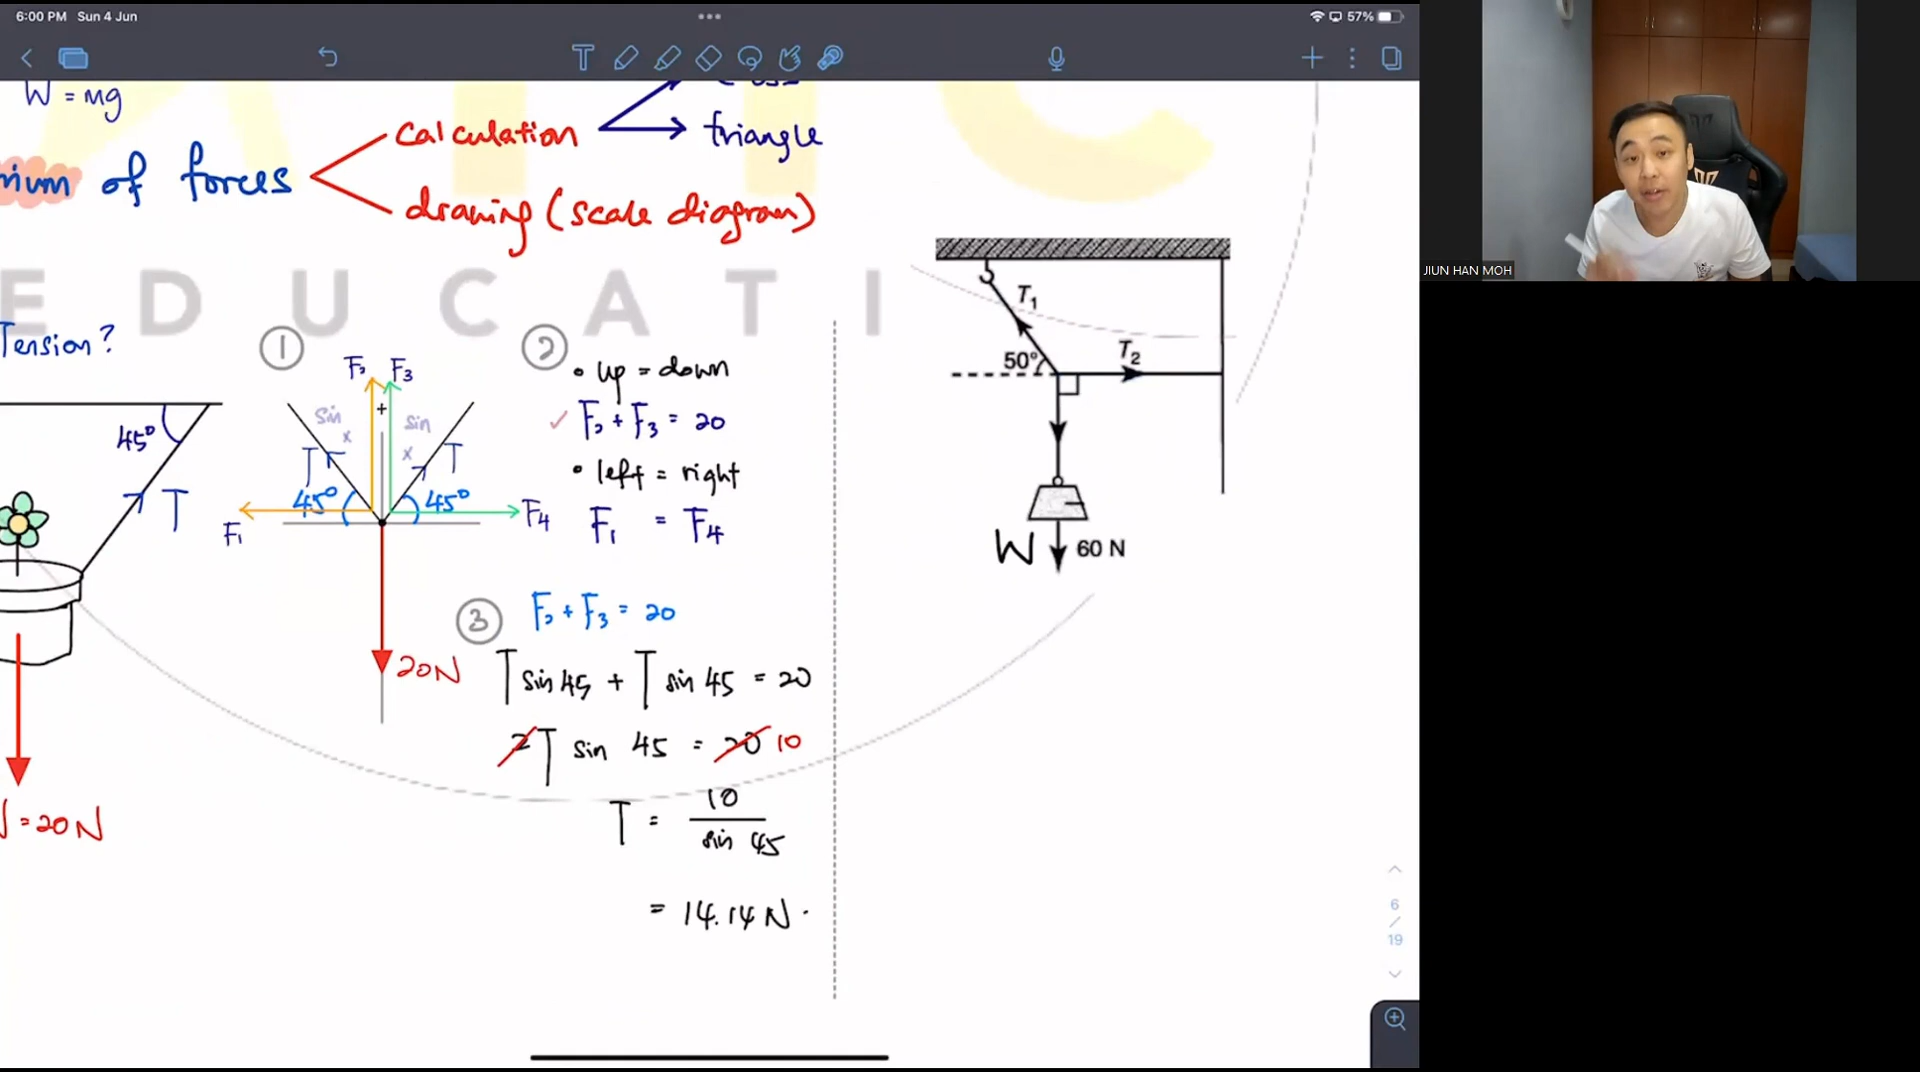 6:00 PM Sun 4 Jun
57%
W = mg
calculation
triangle
of forces
drawing (scale diagram)
E D U C A T I
JIUN HAN MOH
Tension?
45°
T
= 20N
①
F₂ F₃
+
sin sin
x x
T T
45° 45°
F₁ F₄
20N
②
• up = down
✓ F₂ + F₃ = 20
• left = right
F₁ = F₄
③ F₂ + F₃ = 20
T sin 45 + T sin 45 = 20
2T sin 45 = 20 10
T = 10
sin 45
= 14.14 N.
T₁
50°
T₂
W 60 N
6
/
19